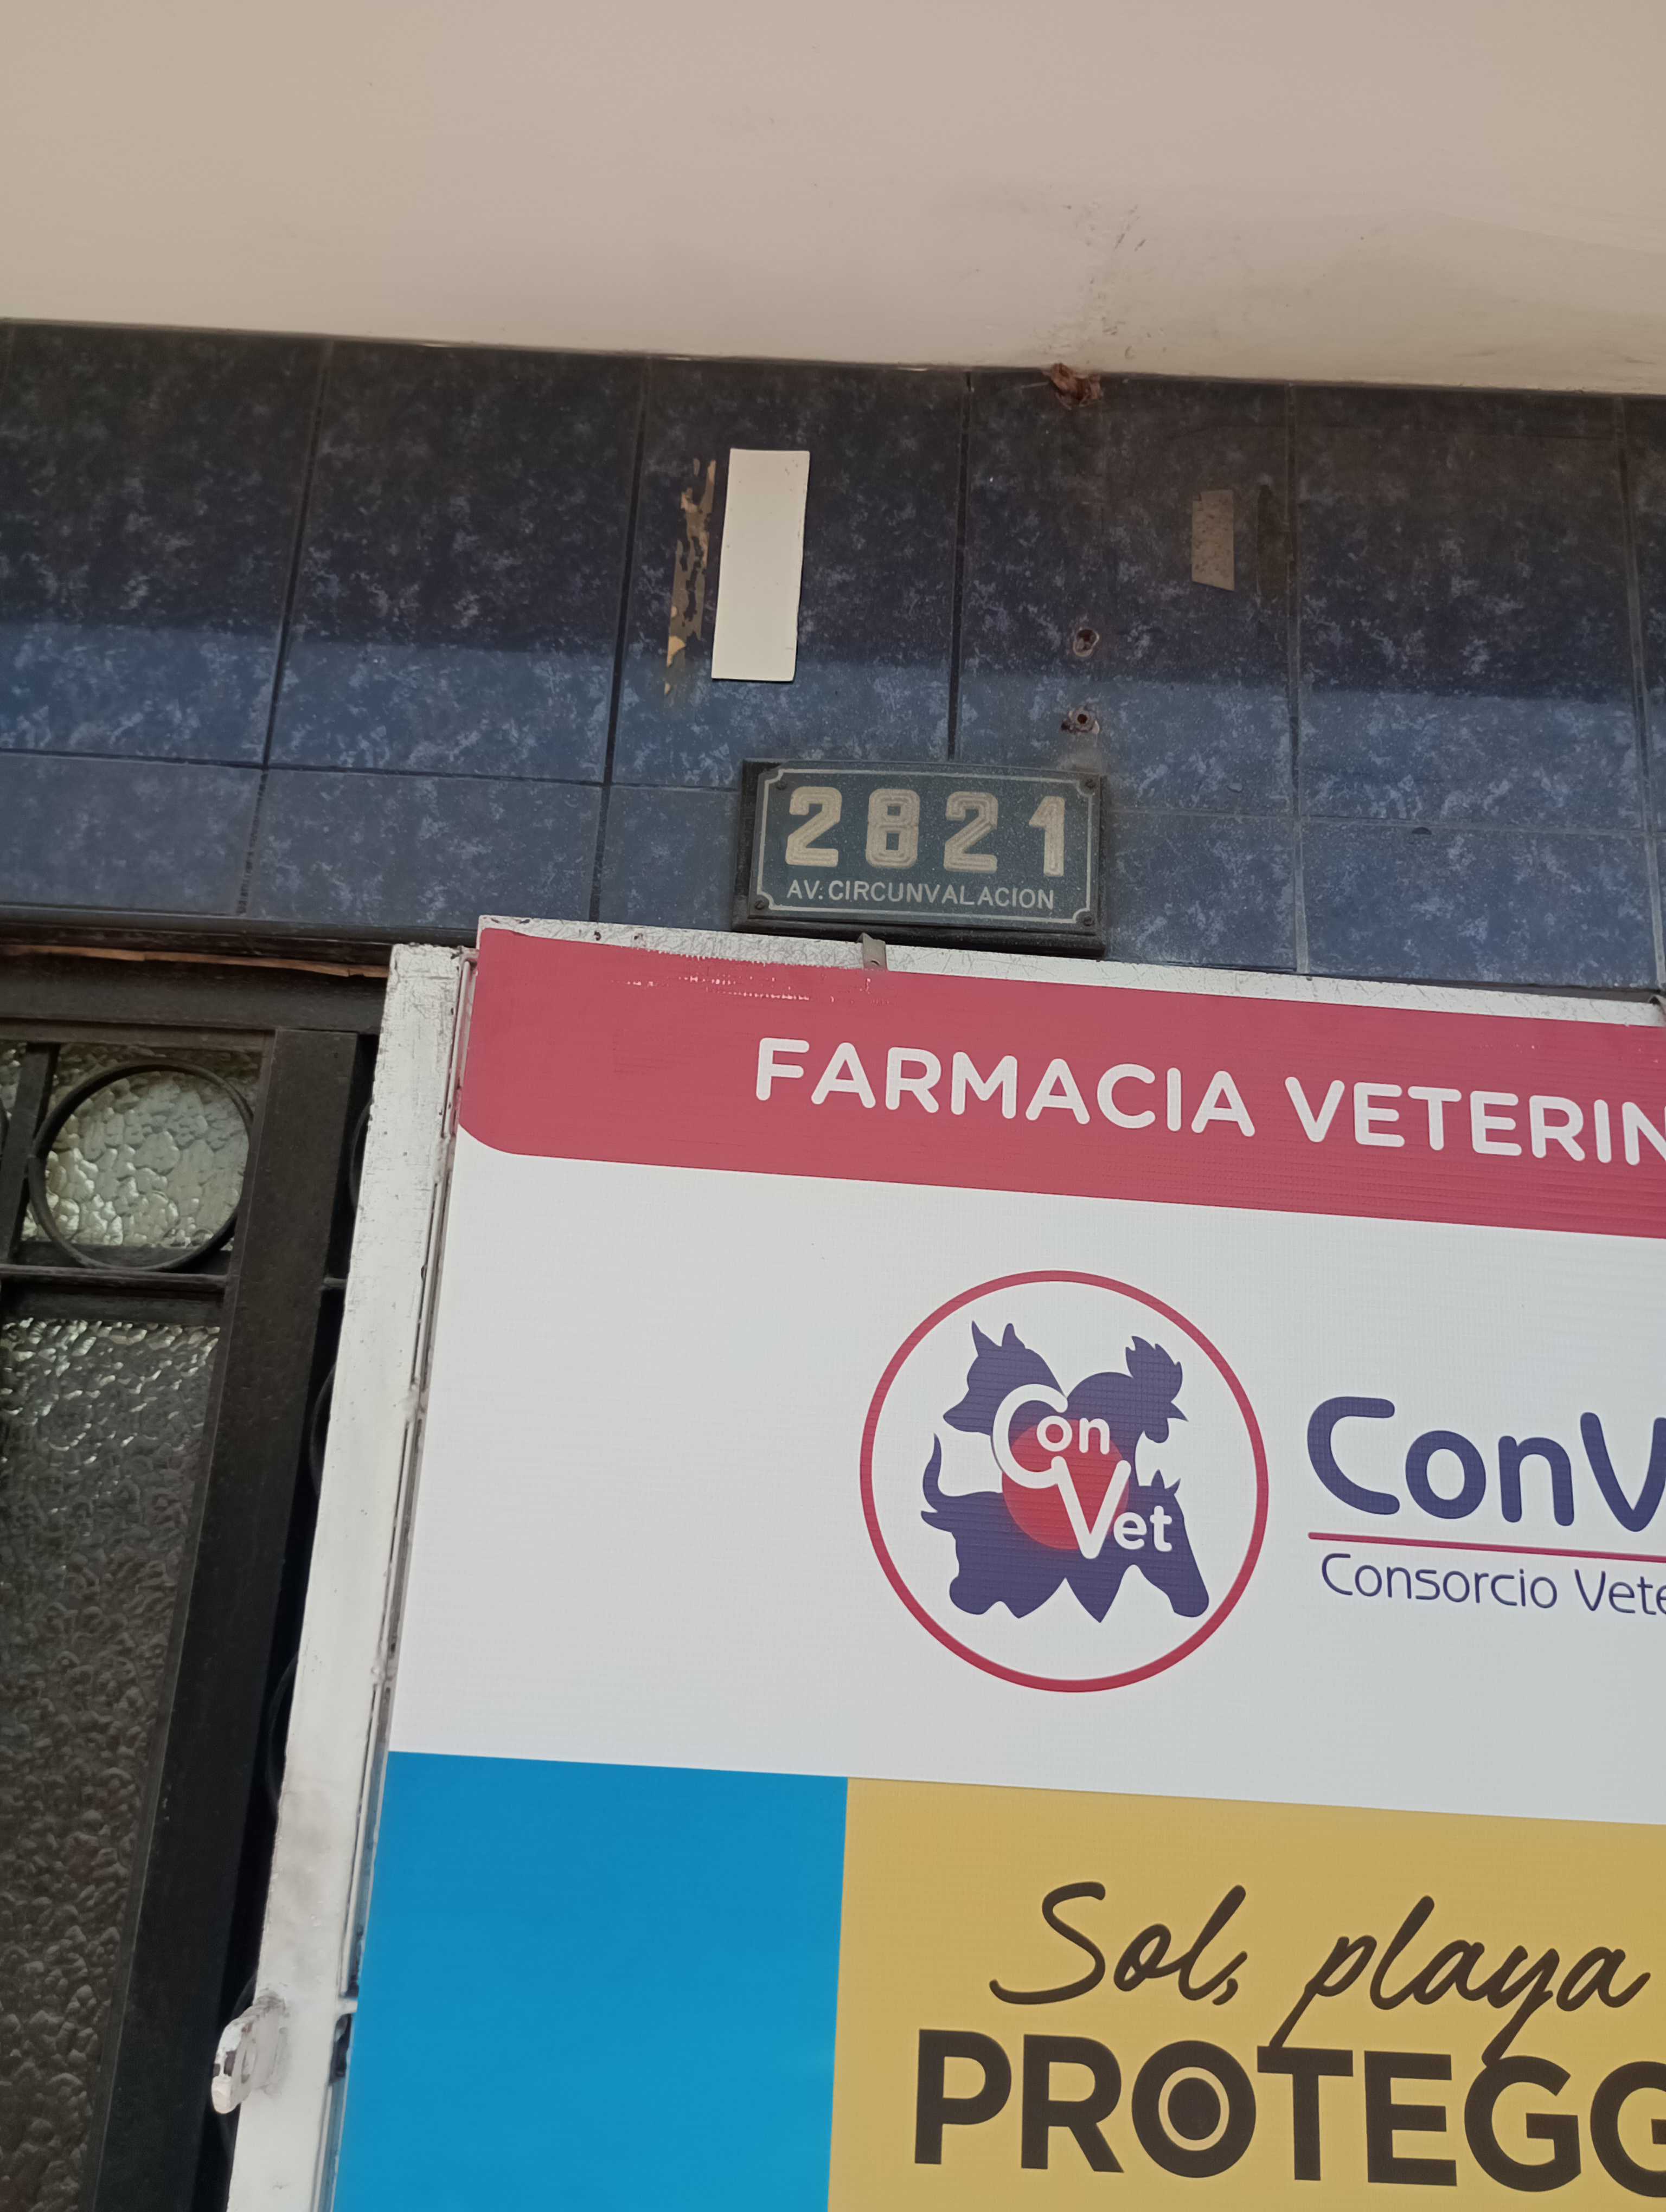 2821
AV. CIRCUNVALACION
FARMACIA VETERIN
Con
Vet
ConV
Consorcio Vete
Sol, playa
PROTEGG